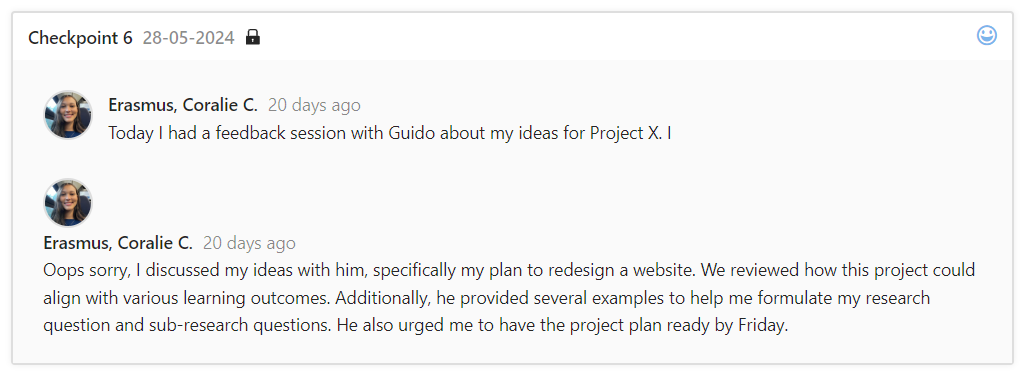 Checkpoint 6 28-05-2024
Erasmus, Coralie C. 20 days ago
Today I had a feedback session with Guido about my ideas for Project X. I
Erasmus, Coralie C. 20 days ago
Oops sorry, I discussed my ideas with him, specifically my plan to redesign a website. We reviewed how this project could
align with various learning outcomes. Additionally, he provided several examples to help me formulate my research
question and sub-research questions. He also urged me to have the project plan ready by Friday.